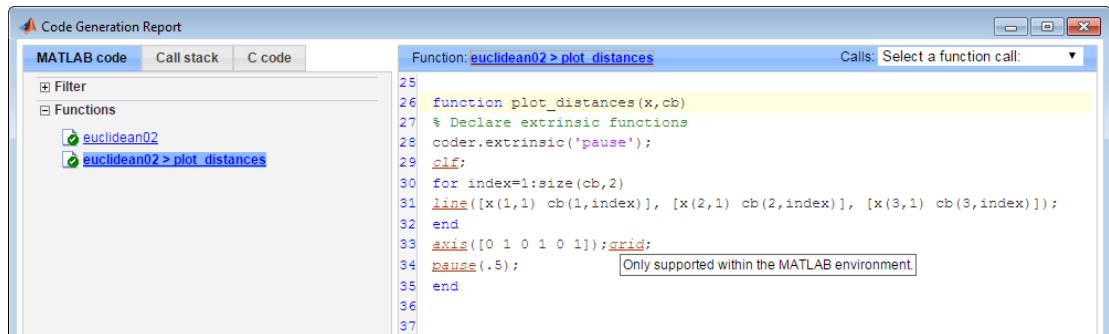 Code Generation Report
MATLAB code Call stack C code
Function: euclidean02 > plot_distances Calls: Select a function call:
Filter
Functions
euclidean02
euclidean02 > plot_distances
25
26 function plot_distances(x,cb)
27 % Declare extrinsic functions
28 coder.extrinsic('pause');
29 clf;
30 for index=1:size(cb,2)
31 line([x(1,1) cb(1,index)], [x(2,1) cb(2,index)], [x(3,1) cb(3,index)]);
32 end
33 axis([0 1 0 1 0 1]);grid;
34 pause(.5);
Only supported within the MATLAB environment.
35 end
36
37